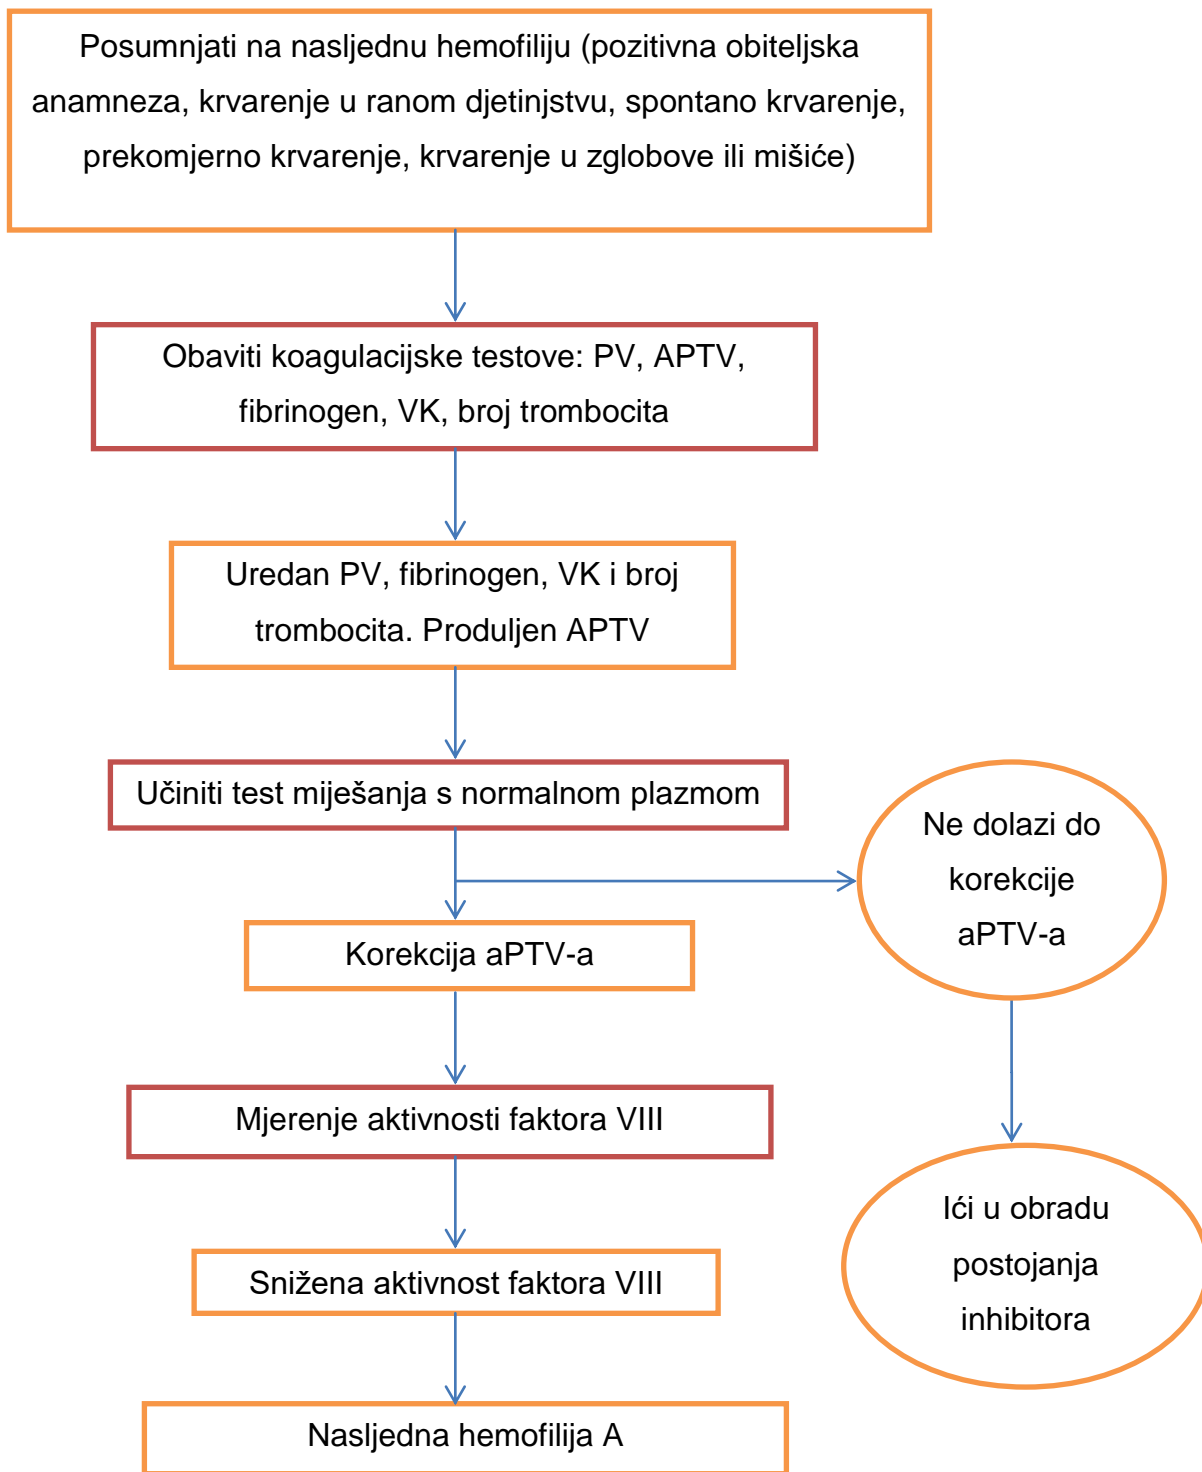 Posumnjati na nasljednu hemofiliju (pozitivna obiteljska
anamneza, krvarenje u ranom djetinjstvu, spontano krvarenje,
prekomjerno krvarenje, krvarenje u zglobove ili mišiće)
Obaviti koagulacijske testove: PV, APTV,
fibrinogen, VK, broj trombocita
Uredan PV, fibrinogen, VK i broj
trombocita. Produljen APTV
Učiniti test miješanja s normalnom plazmom
Ne dolazi do
korekcije
aPTV-a
Korekcija aPTV-a
Mjerenje aktivnosti faktora VIII
Ići u obradu
postojanja
inhibitora
Snižena aktivnost faktora VIII
Nasljedna hemofilija A